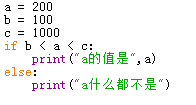 a = 200
b = 100
c = 1000
if b < a < c:
    print("a的值是",a)
else:
    print("a什么都不是")